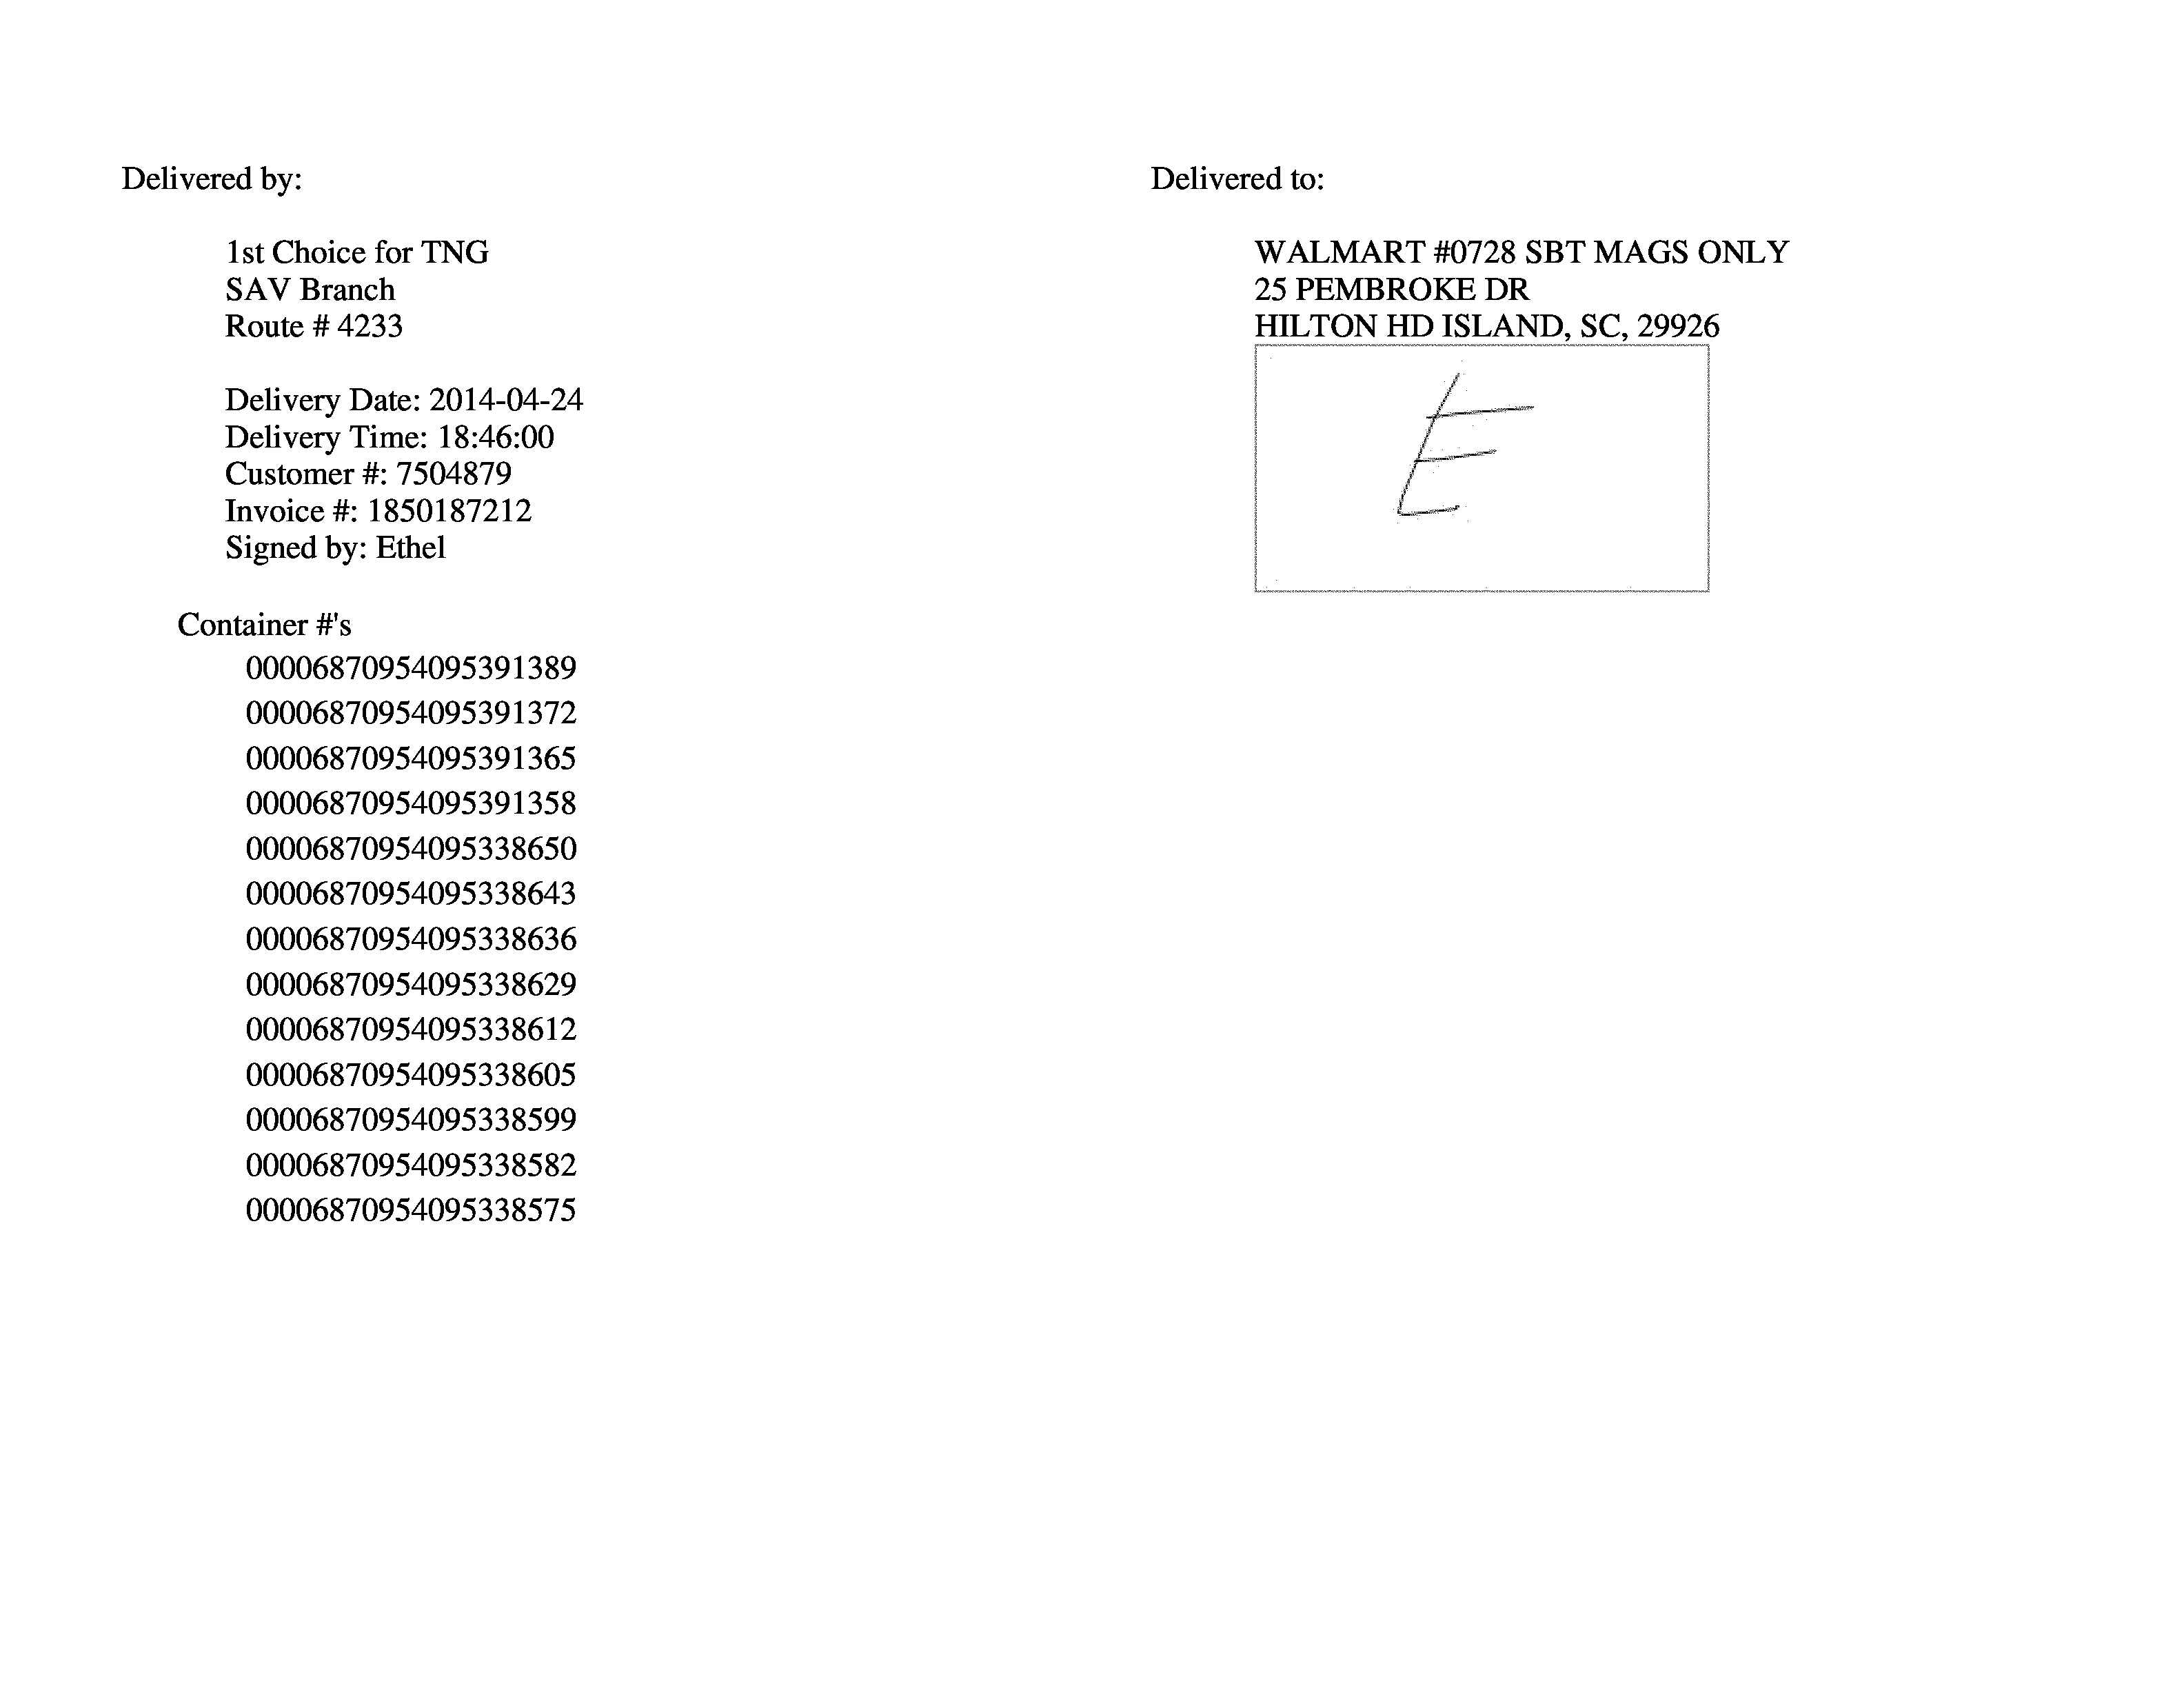 Delivered by:
1st Choice for TNG
SAV Branch
Route # 4233
Delivery Date: 2014-04-24
Delivery Time: 18:46:00
Customer #: 7504879
Invoice #: 1850187212
Signed by: Ethel
Container #'s
00006870954095391389
00006870954095391372
00006870954095391365
00006870954095391358
00006870954095338650
00006870954095338643
00006870954095338636
00006870954095338629
00006870954095338612
00006870954095338605
00006870954095338599
00006870954095338582
00006870954095338575
Delivered to:
WALMART #0728 SBT MAGS ONLY
25 PEMBROKE DR
HILTON HD ISLAND, SC, 29926
E